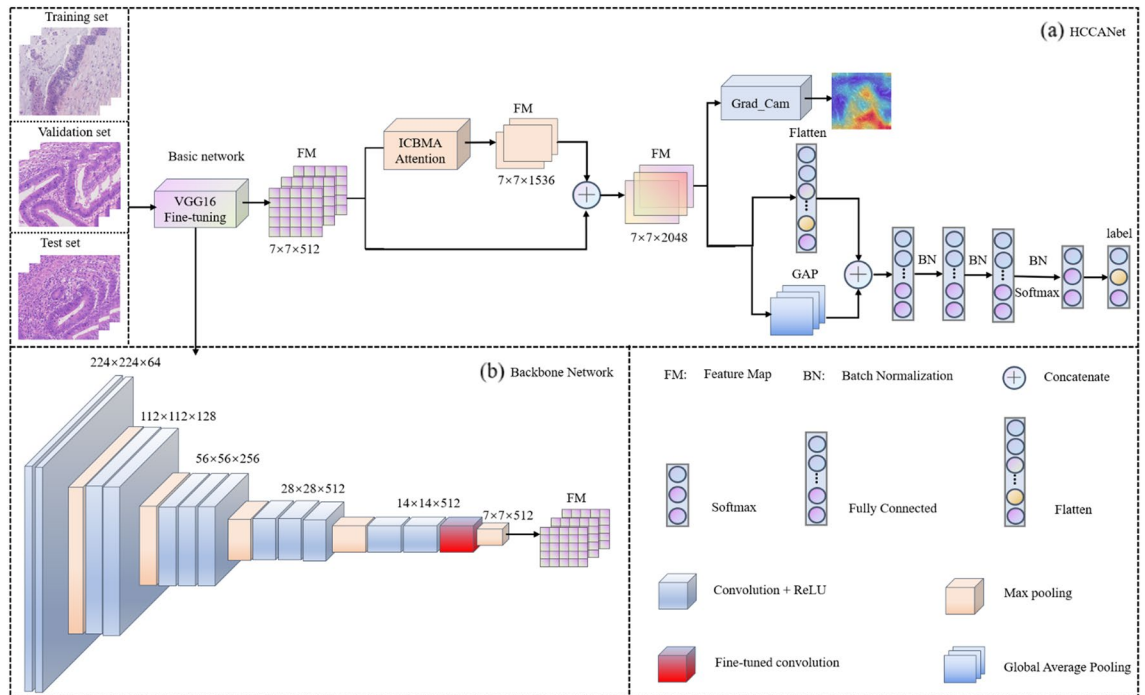 Training set
Validation set
Test set
(a) HCCANet
Basic network
VGG16
Fine-tuning
FM
7×7×512
ICBMA
Attention
FM
7×7×1536
FM
7×7×2048
Grad_Cam
Flatten
GAP
BN
BN
BN
Softmax
label
(b) Backbone Network
224×224×64
112×112×128
56×56×256
28×28×512
14×14×512
7×7×512
FM
FM: Feature Map
BN: Batch Normalization
Concatenate
Softmax
Fully Connected
Flatten
Convolution + ReLU
Max pooling
Fine-tuned convolution
Global Average Pooling